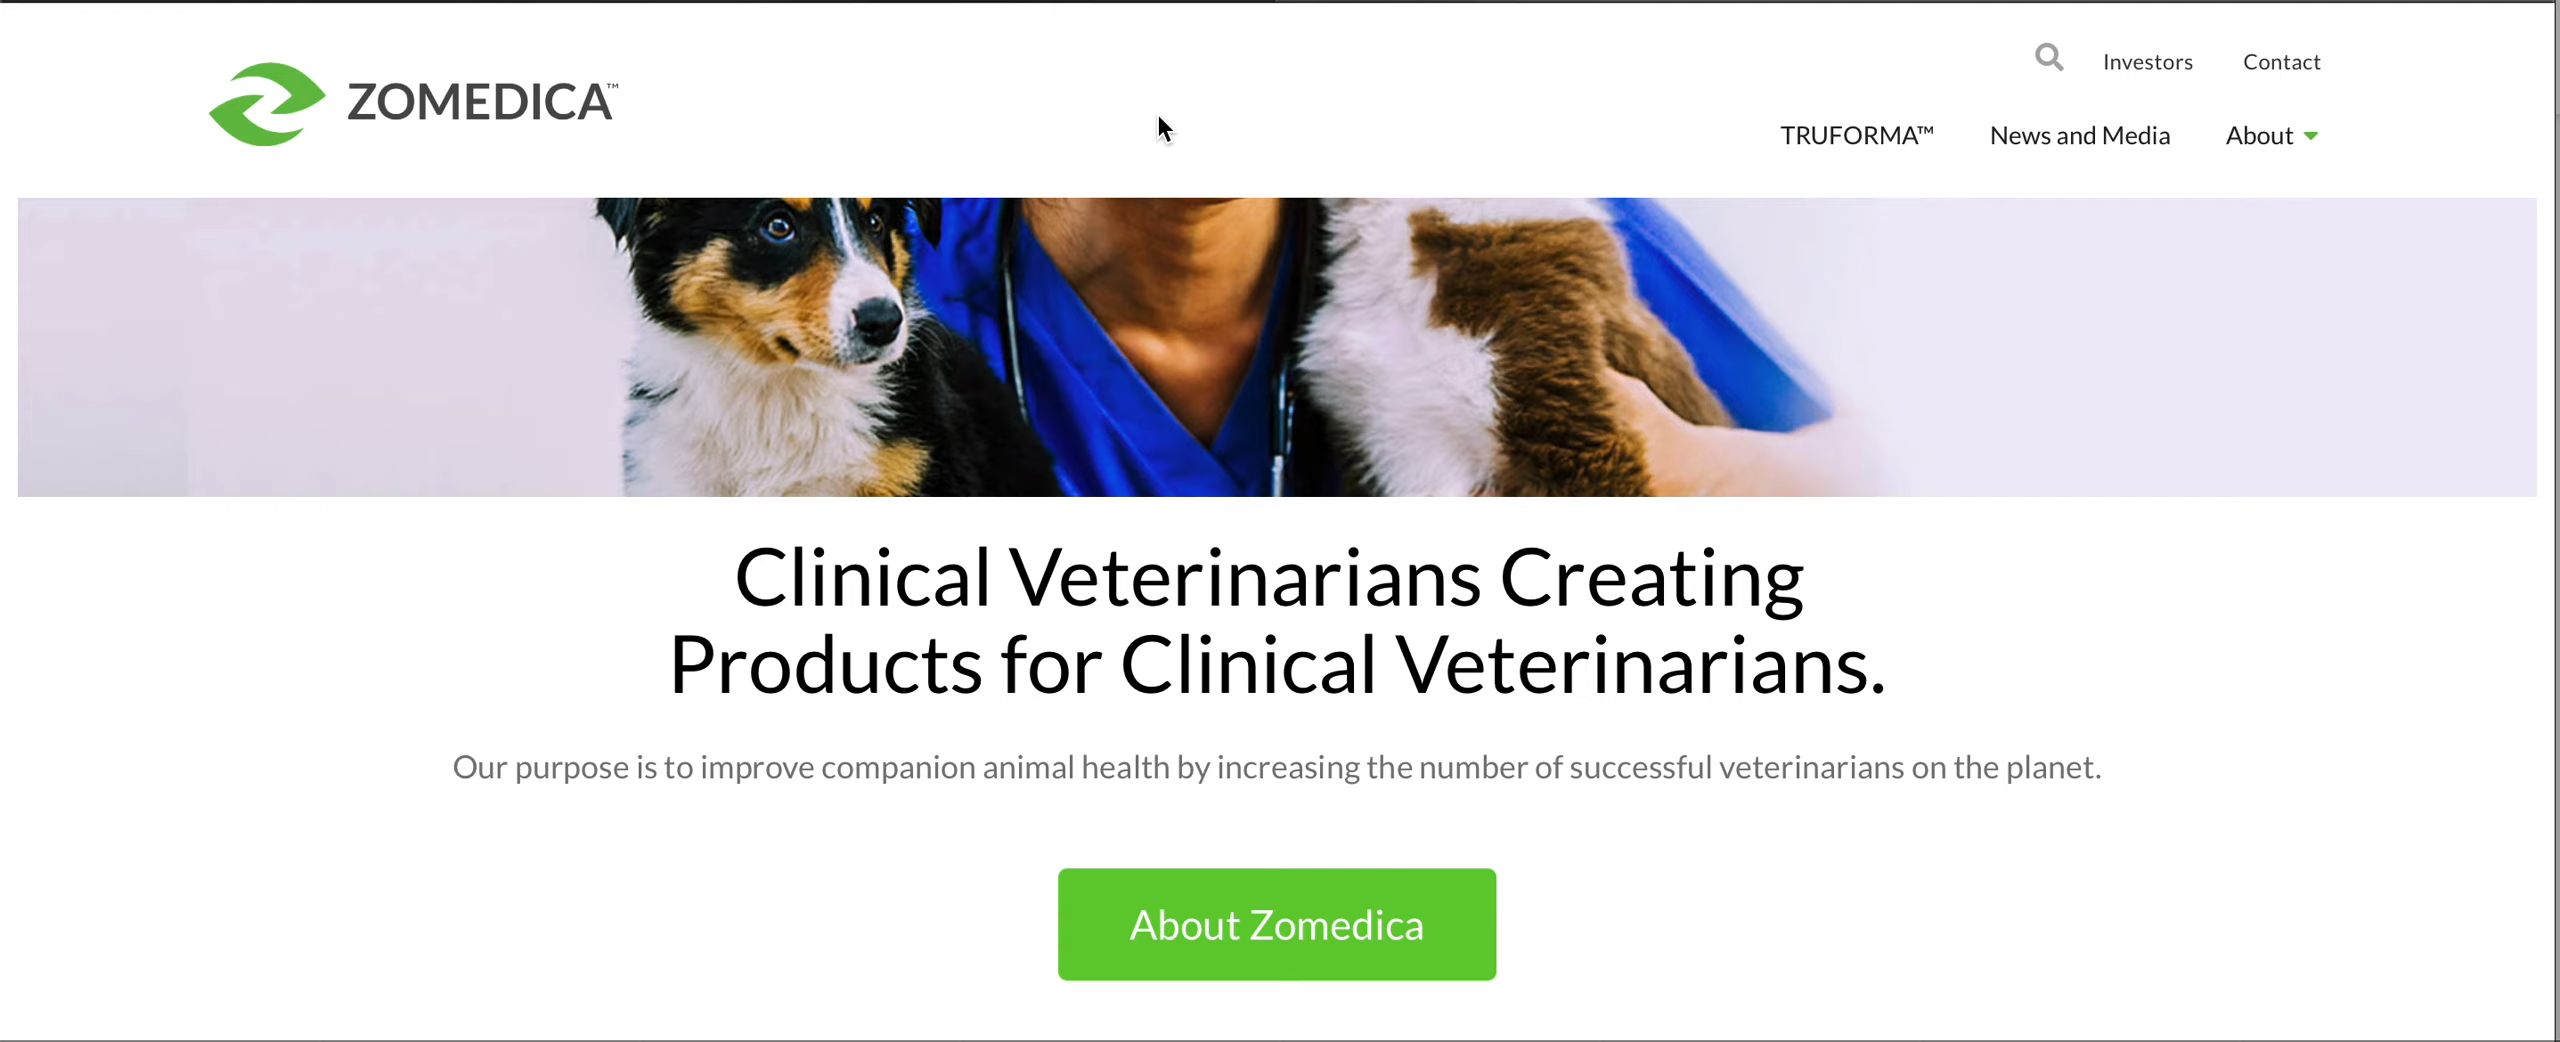 ZOMEDICA™
Investors
Contact
TRUFORMA™
News and Media
About
Clinical Veterinarians Creating
Products for Clinical Veterinarians.
Our purpose is to improve companion animal health by increasing the number of successful veterinarians on the planet.
About Zomedica